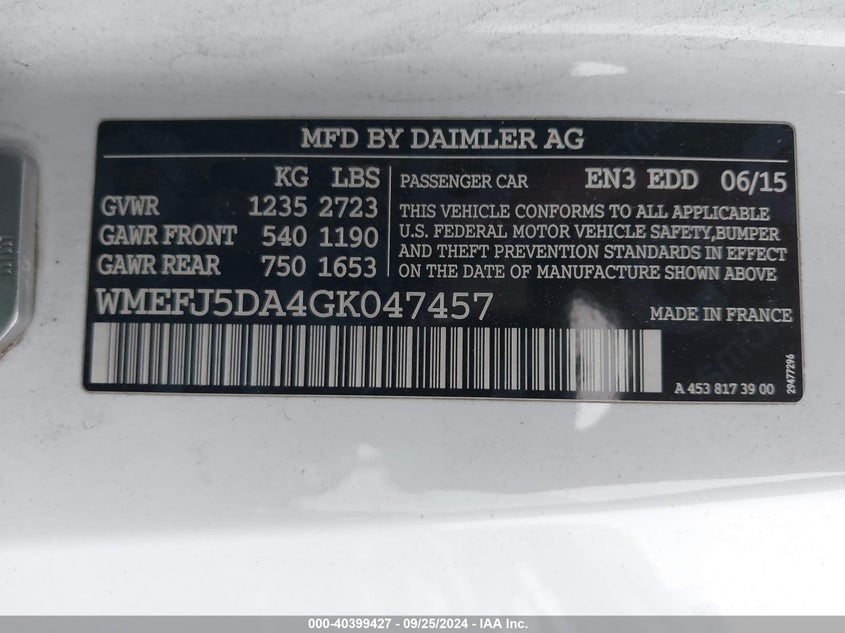 MFD BY DAIMLER AG
KG LBS
GVWR 1235 2723
GAWR FRONT 540 1190
GAWR REAR 750 1653
PASSENGER CAR EN3 EDD 06/15
THIS VEHICLE CONFORMS TO ALL APPLICABLE
U.S. FEDERAL MOTOR VEHICLE SAFETY,BUMPER
AND THEFT PREVENTION STANDARDS IN EFFECT
ON THE DATE OF MANUFACTURE SHOWN ABOVE
WMEFJ5DA4GK047457
MADE IN FRANCE
A 453 817 39 00
29477296
000-40399427 - 09/25/2024 - Copyright © 2024 IAA, Inc.